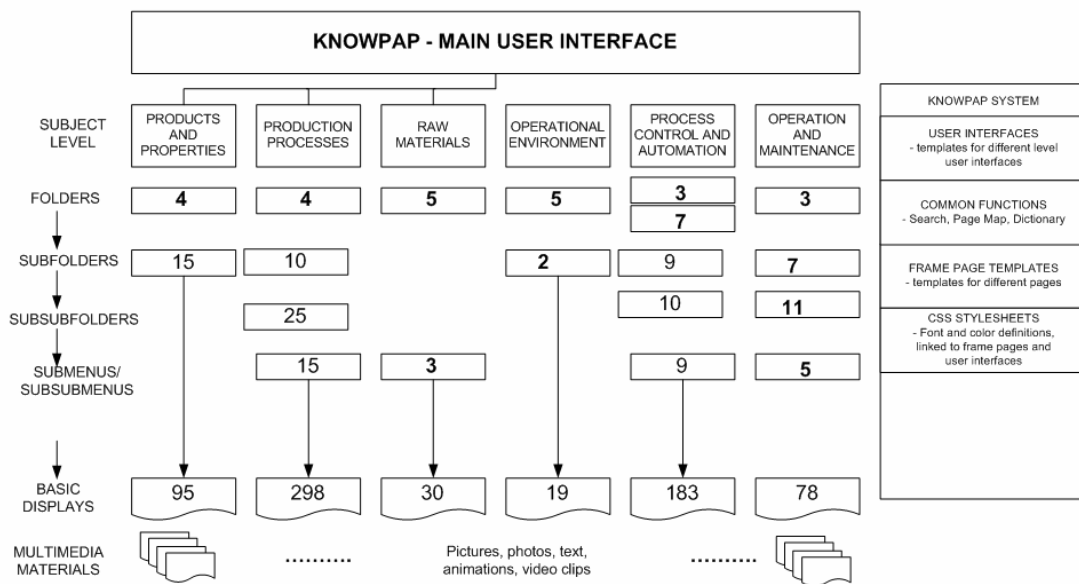 KNOWPAP - MAIN USER INTERFACE
SUBJECT
LEVEL
PRODUCTS
AND
PROPERTIES
PRODUCTION
PROCESSES
RAW
MATERIALS
OPERATIONAL
ENVIRONMENT
PROCESS
CONTROL AND
AUTOMATION
OPERATION
AND
MAINTENANCE
FOLDERS
4 4 5 5 3 3
7
SUBFOLDERS
15 10 2 9 7
SUBSUBFOLDERS
25 10 11
SUBMENUS/
SUBSUBMENUS
15 3 9 5
BASIC
DISPLAYS
95 298 30 19 183 78
MULTIMEDIA
MATERIALS
Pictures, photos, text,
animations, video clips
KNOWPAP SYSTEM
USER INTERFACES
- templates for different level
user interfaces
COMMON FUNCTIONS
- Search, Page Map, Dictionary
FRAME PAGE TEMPLATES
- templates for different pages
CSS STYLESHEETS
- Font and color definitions,
linked to frame pages and
user interfaces